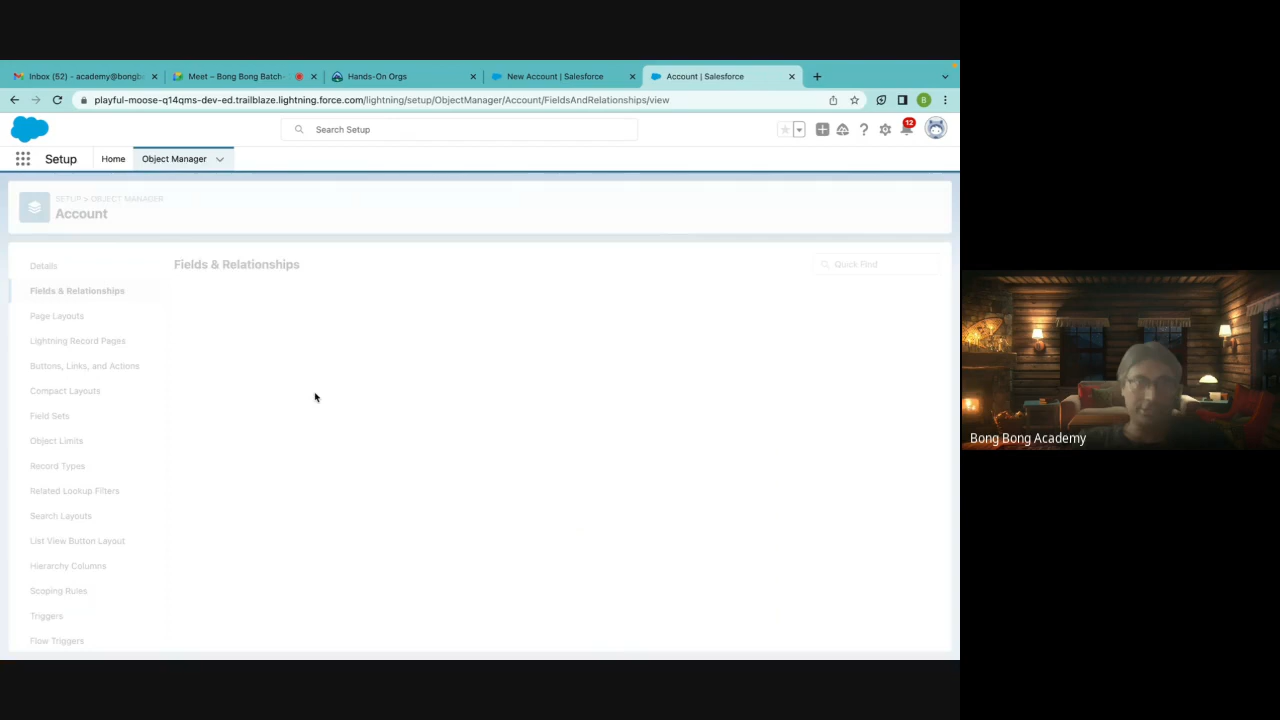 Inbox (52) - academy@bongb
Meet – Bong Bong Batch-
Hands-On Orgs
New Account | Salesforce
Account | Salesforce
playful-moose-q14qms-dev-ed.trailblaze.lightning.force.com/lightning/setup/ObjectManager/Account/FieldsAndRelationships/view
B
Search Setup
12
Setup
Home
Object Manager
SETUP > OBJECT MANAGER
Account
Details
Fields & Relationships
Page Layouts
Lightning Record Pages
Buttons, Links, and Actions
Compact Layouts
Field Sets
Object Limits
Record Types
Related Lookup Filters
Search Layouts
List View Button Layout
Hierarchy Columns
Scoping Rules
Triggers
Flow Triggers
Fields & Relationships
Quick Find
Bong Bong Academy